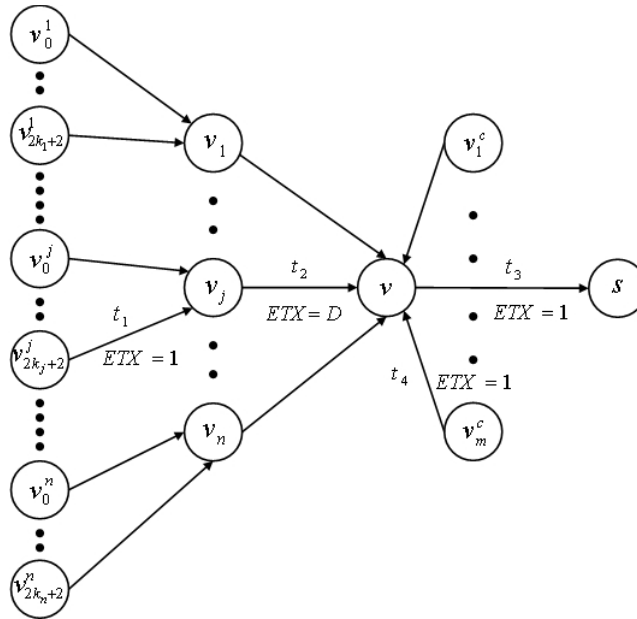 v_0^1
v_{2k_1+2}^1
v_1
v_1^c
v_0^j
t_1
v_j
t_2
ETX = D
v
t_3
ETX = 1
s
v_{2k_j+2}^j
ETX = 1
t_4
ETX = 1
v_n
v_m^c
v_0^n
v_{2k_n+2}^n